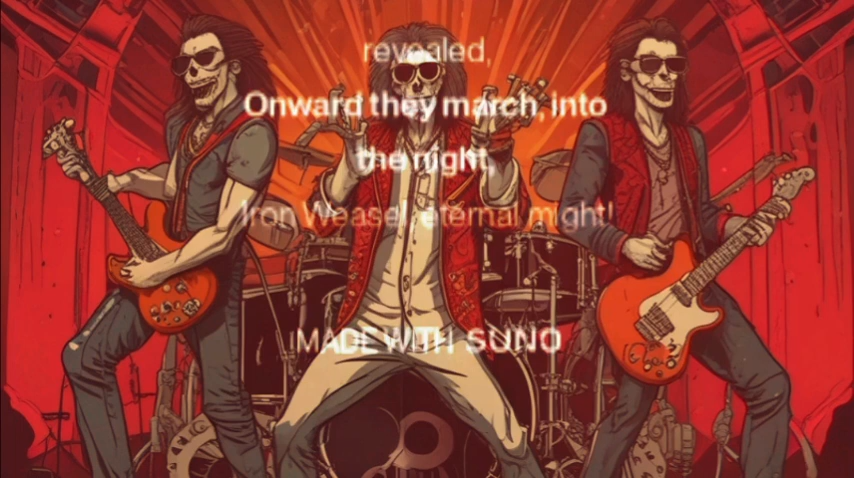 revealed,
Onward they march, into
the night,
Iron Weasel, eternal might!
MADE WITH SUNO